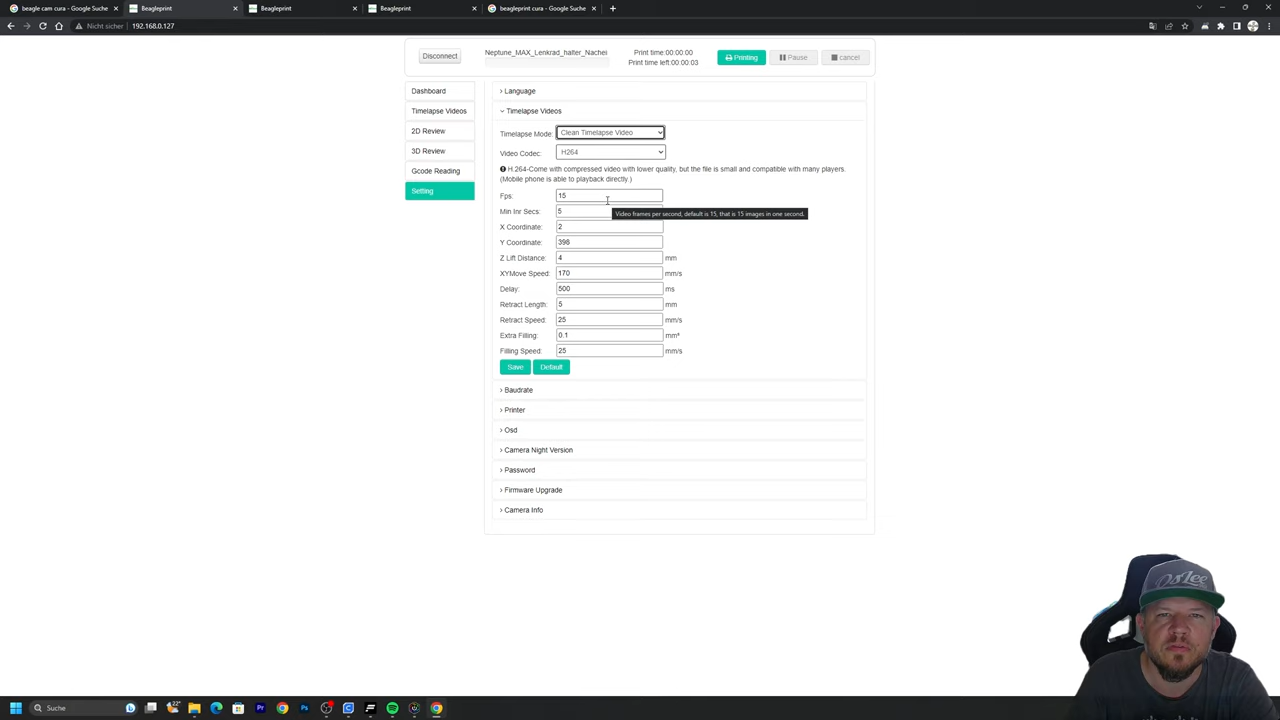 beagle cam cura - Google Suche
Beagleprint
Beagleprint
Beagleprint
beagleprint cura - Google Suche
Nicht sicher
192.168.0.127
Disconnect
Neptune_MAX_Lenkrad_halter_Nachei
Print time:00:00:00
Print time left:00:00:03
Printing
Pause
cancel
Dashboard
Timelapse Videos
2D Review
3D Review
Gcode Reading
Setting
Language
Timelapse Videos
Timelapse Mode: Clean Timelapse Video
Video Codec: H264
H.264-Come with compressed video with lower quality, but the file is small and compatible with many players.
(Mobile phone is able to playback directly.)
Fps: 15
Video frames per second, default is 15, that is 15 images in one second.
Min Inr Secs: 5
X Coordinate: 2
Y Coordinate: 398
Z Lift Distance: 4 mm
XYMove Speed: 170 mm/s
Delay: 500 ms
Retract Length: 5 mm
Retract Speed: 25 mm/s
Extra Filling: 0.1
Filling Speed: 25 mm/s
Save Default
Baudrate
Printer
Osd
Camera Night Version
Password
Firmware Upgrade
Camera Info
OsLee
22°
Suche
Pr
Ps